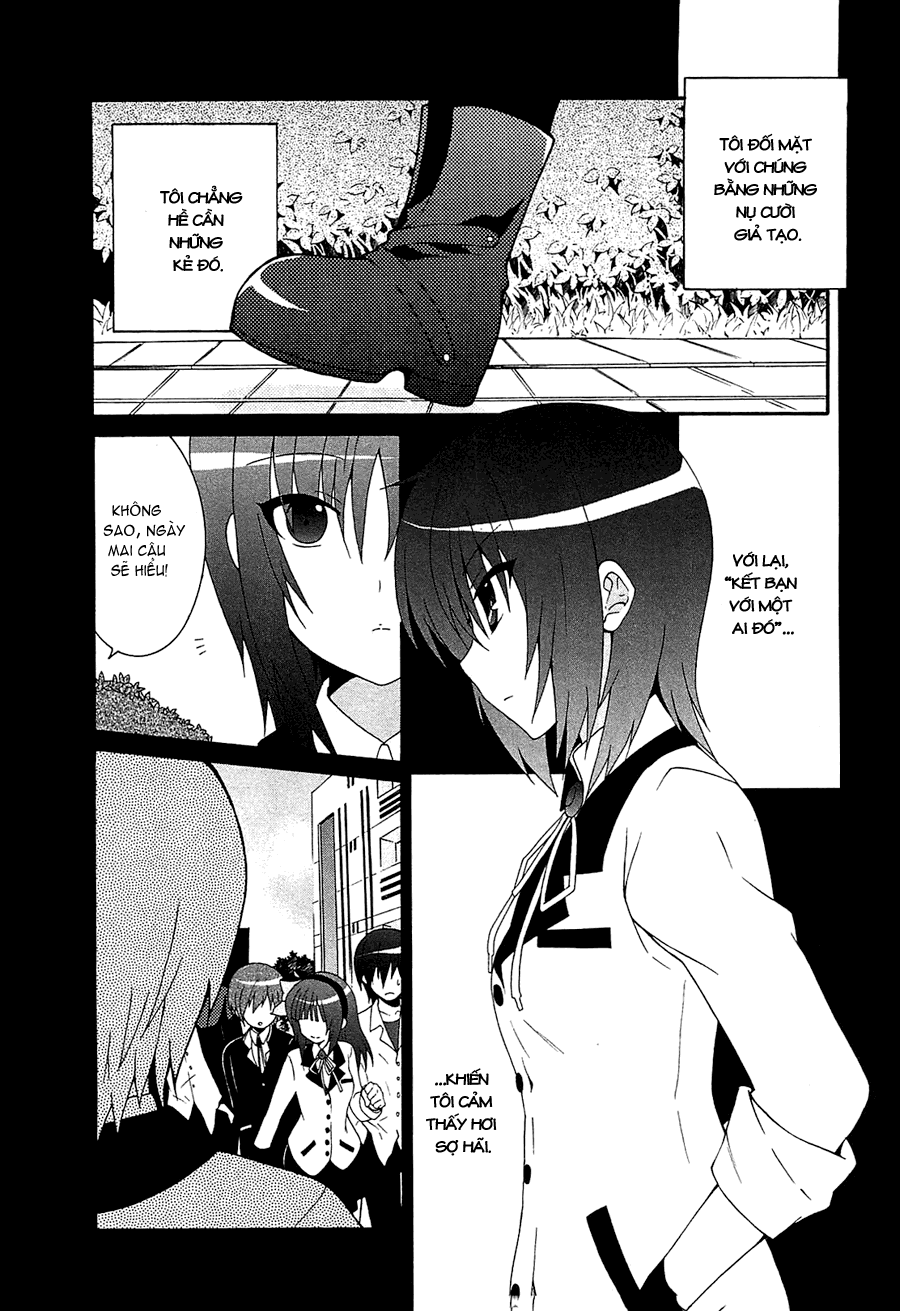 TÔI ĐỐI MẶT
VỚI CHÚNG
BẰNG NHỮNG
NỤ CƯỜI
GIẢ TẠO.
TÔI CHẲNG
HỀ CẦN
NHỮNG
KẺ ĐÓ.
VỚI LẠI,
“KẾT BẠN
VỚI MỘT
AI ĐÓ”...
KHÔNG
SAO, NGÀY
MAI CẬU
SẼ HIỂU!
...KHIẾN
TÔI CẢM
THẤY HƠI
SỢ HÃI.